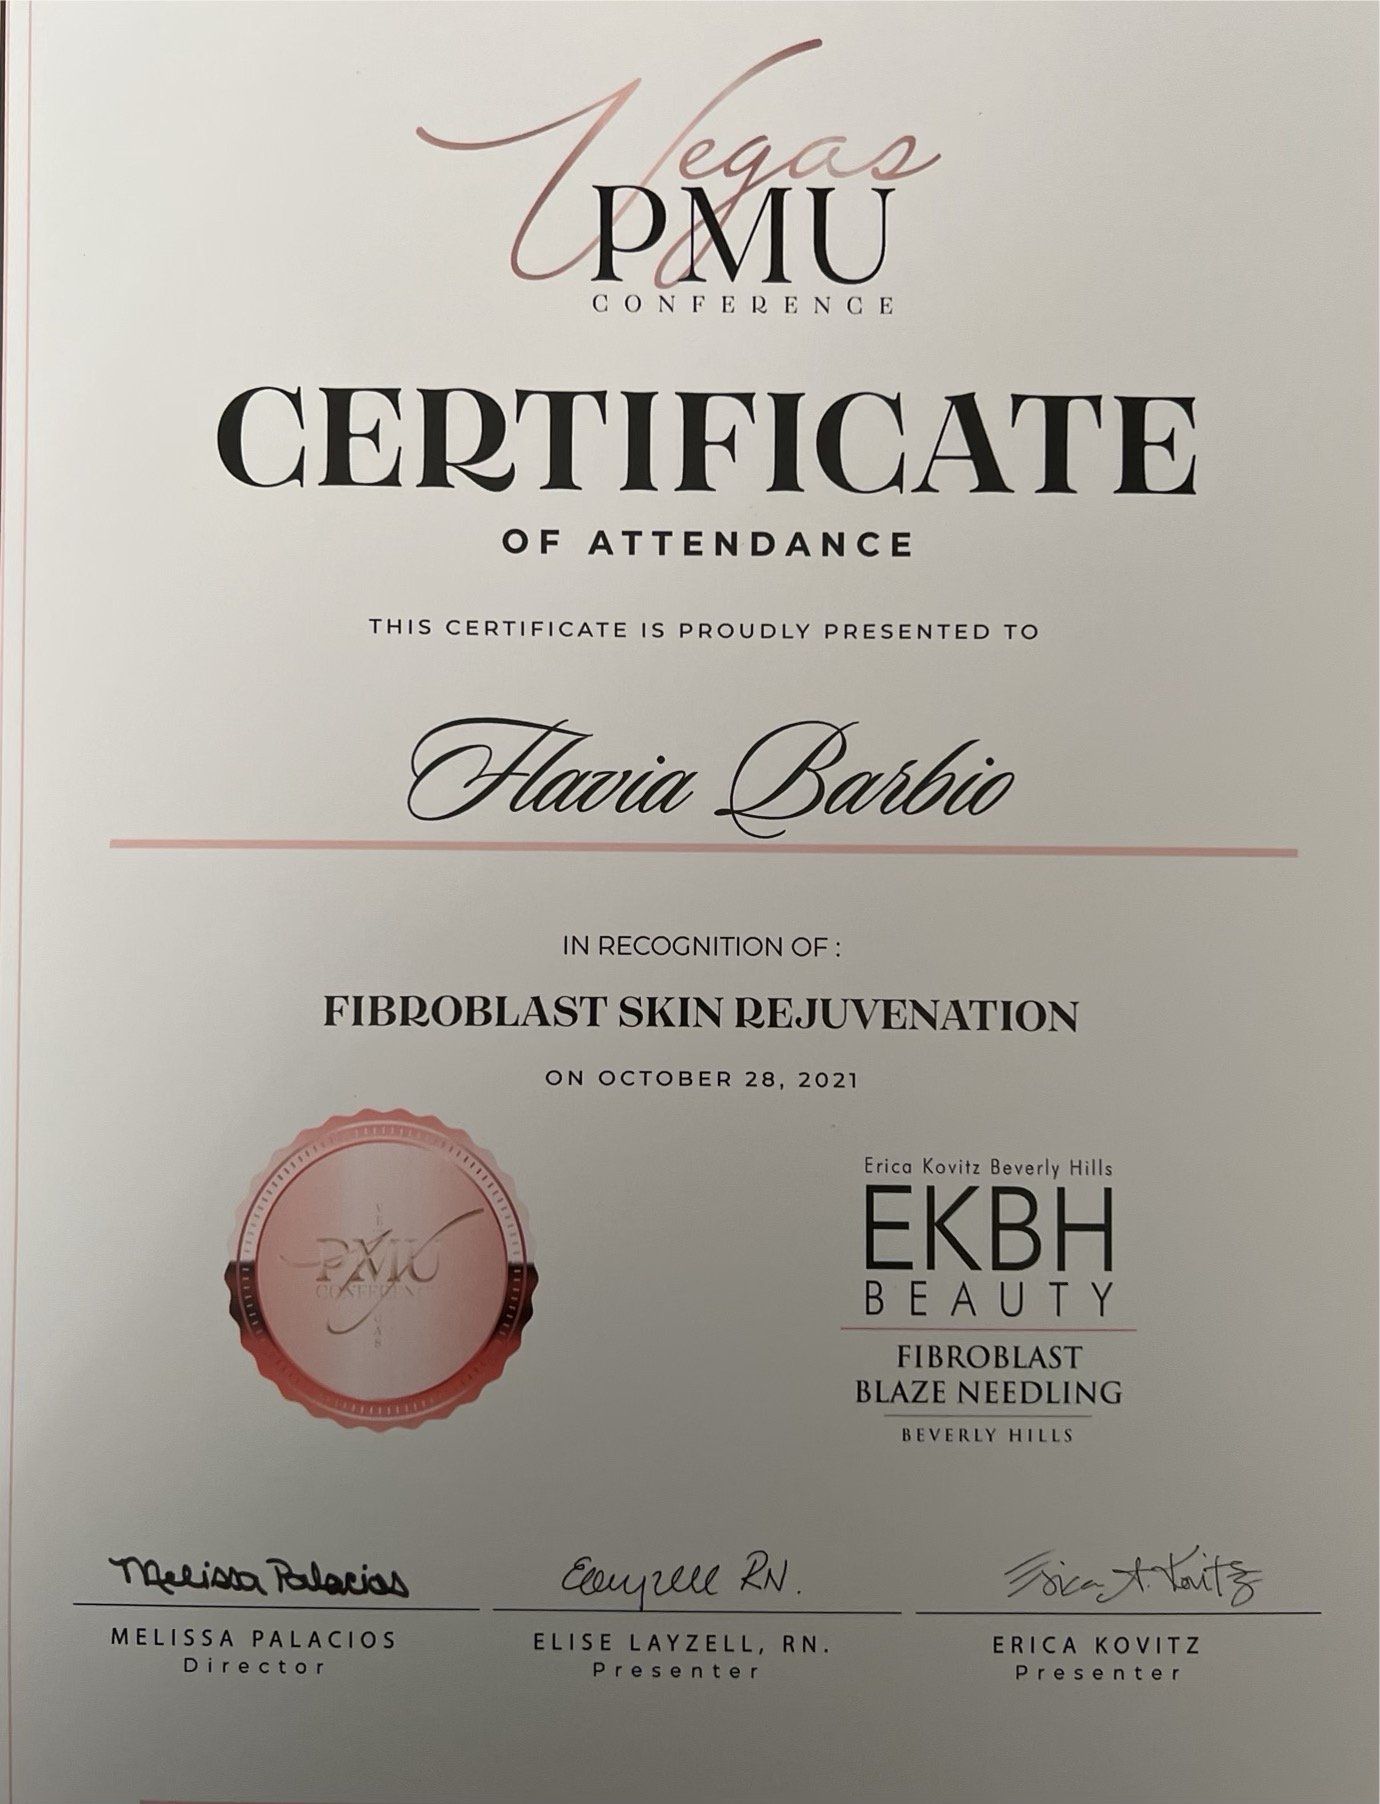 Vegas
PMU
CONFERENCE
CERTIFICATE
OF ATTENDANCE
THIS CERTIFICATE IS PROUDLY PRESENTED TO
Flavia Barbio
IN RECOGNITION OF :
FIBROBLAST SKIN REJUVENATION
ON OCTOBER 28, 2021
PMU
Erica Kovitz Beverly Hills
EKBH
BEAUTY
FIBROBLAST
BLAZE NEEDLING
BEVERLY HILLS
Melissa Palacios RN. Erica A. Kovitz
MELISSA PALACIOS ELISE LAYZELL, RN. ERICA KOVITZ
Director Presenter Presenter